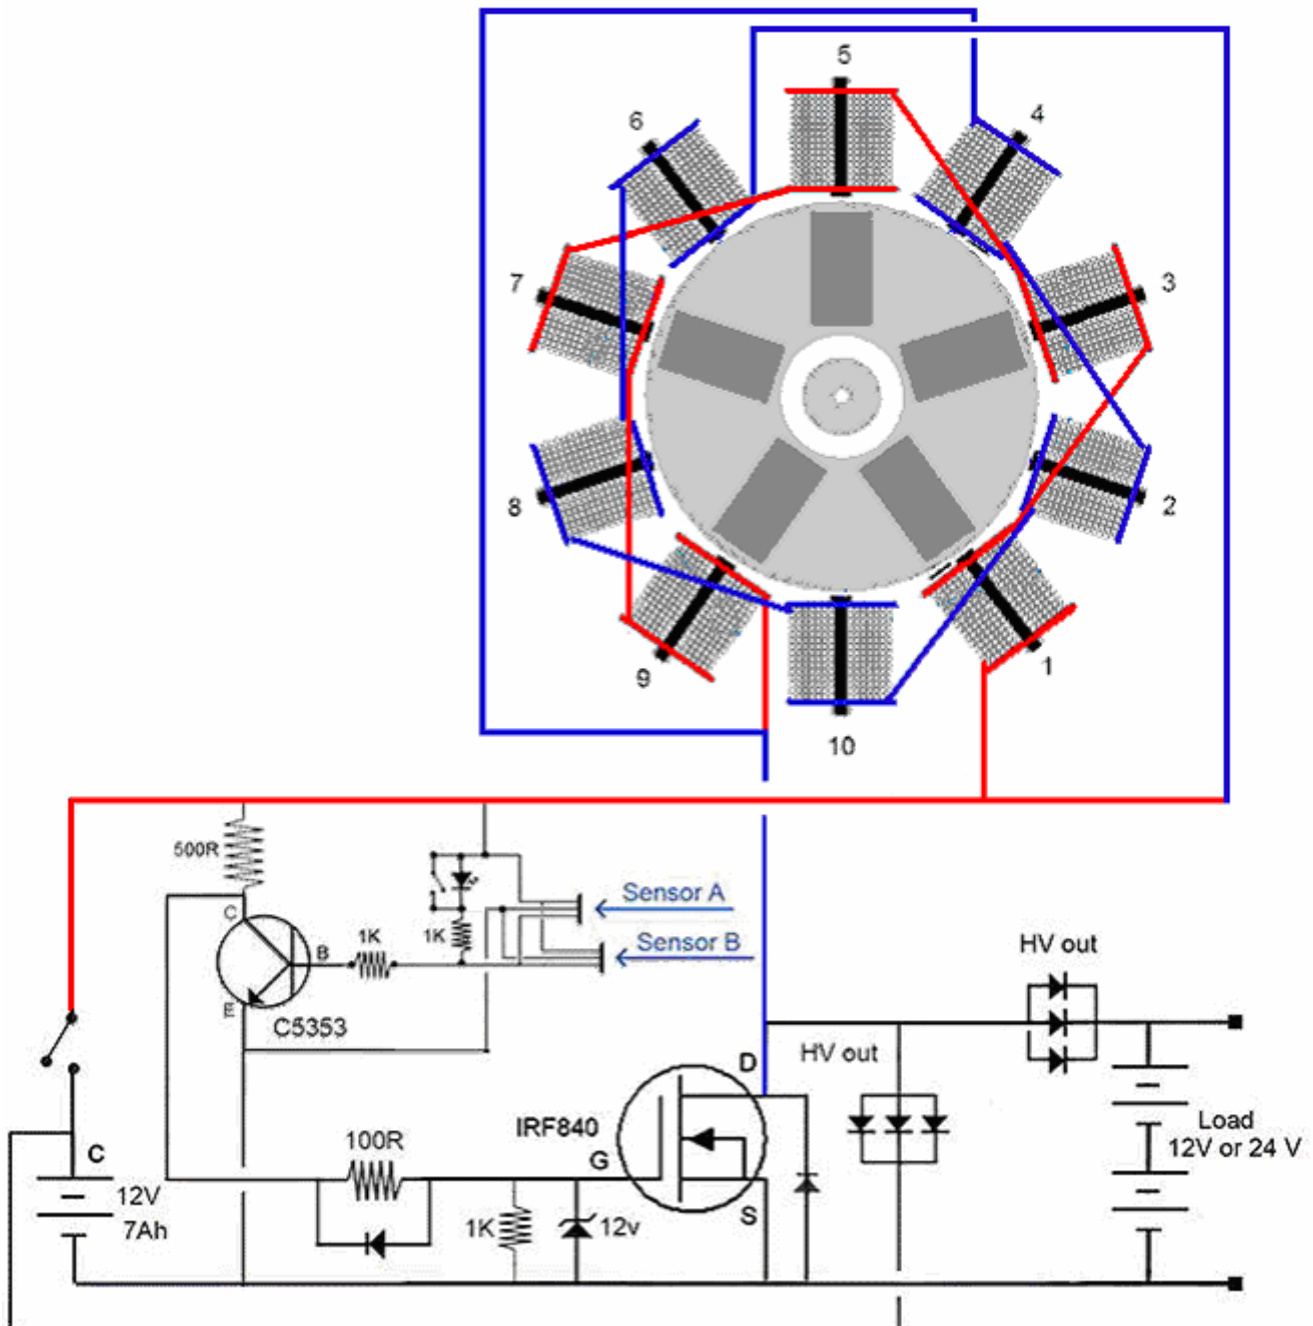 5
4
6
3
7
8
2
9
1
10
500R
C
1K
B
1K
Sensor A
Sensor B
E
C5353
HV out
HV out
D
IRF840
G
S
100R
C
12V
7Ah
1K
12v
Load
12V or 24 V